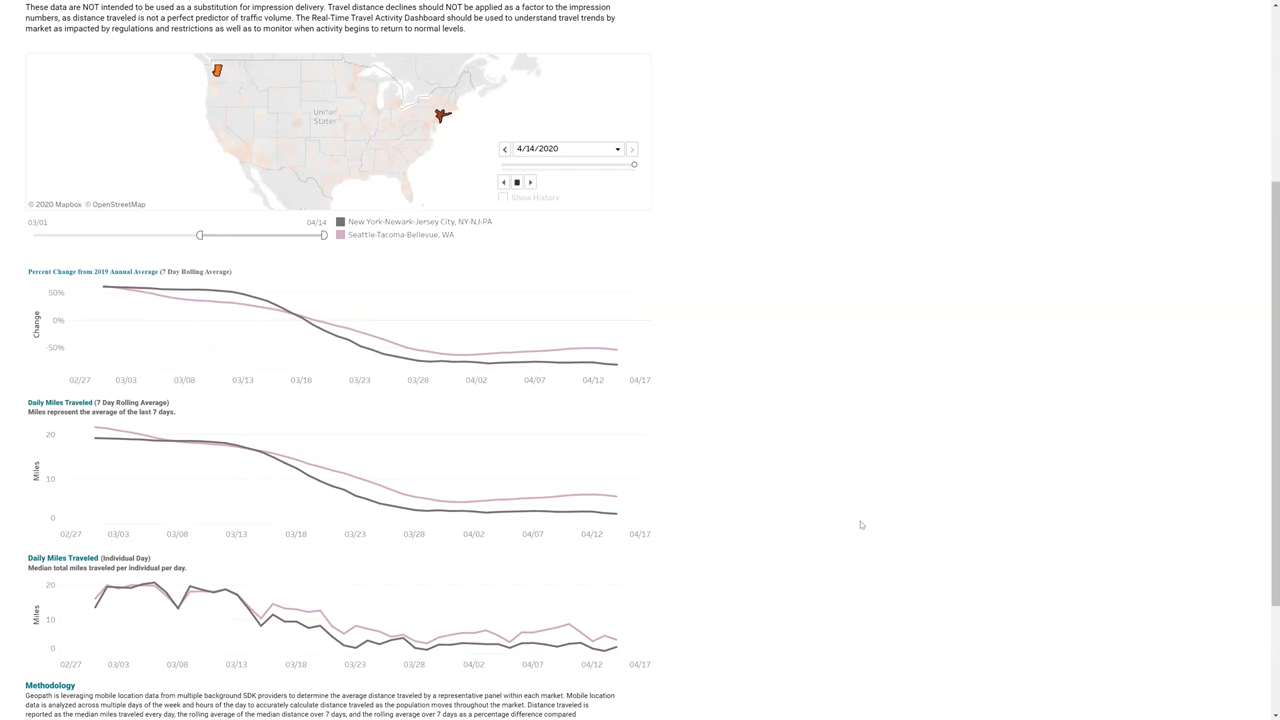 These data are NOT intended to be used as a substitution for impression delivery. Travel distance declines should NOT be applied as a factor to the impression
numbers, as distance traveled is not a perfect predictor of traffic volume. The Real-Time Travel Activity Dashboard should be used to understand travel trends by
market as impacted by regulations and restrictions as well as to monitor when activity begins to return to normal levels.
United
States
4/14/2020
Show History
© 2020 Mapbox © OpenStreetMap
03/01 04/14
New York-Newark-Jersey City, NY-NJ-PA
Seattle-Tacoma-Bellevue, WA
Percent Change from 2019 Annual Average (7 Day Rolling Average)
50%
0%
-50%
Change
02/27 03/03 03/08 03/13 03/18 03/23 03/28 04/02 04/07 04/12 04/17
Daily Miles Traveled (7 Day Rolling Average)
Miles represent the average of the last 7 days.
20
10
0
Miles
02/27 03/03 03/08 03/13 03/18 03/23 03/28 04/02 04/07 04/12 04/17
Daily Miles Traveled (Individual Day)
Median total miles traveled per individual per day.
20
10
0
Miles
02/27 03/03 03/08 03/13 03/18 03/23 03/28 04/02 04/07 04/12 04/17
Methodology
Geopath is leveraging mobile location data from multiple background SDK providers to determine the average distance traveled by a representative panel within each market. Mobile location
data is analyzed across multiple days of the week and hours of the day to accurately calculate distance traveled as the population moves throughout the market. Distance traveled is
reported as the median miles traveled every day, the rolling average of the median distance over 7 days, and the rolling average over 7 days as a percentage difference compared